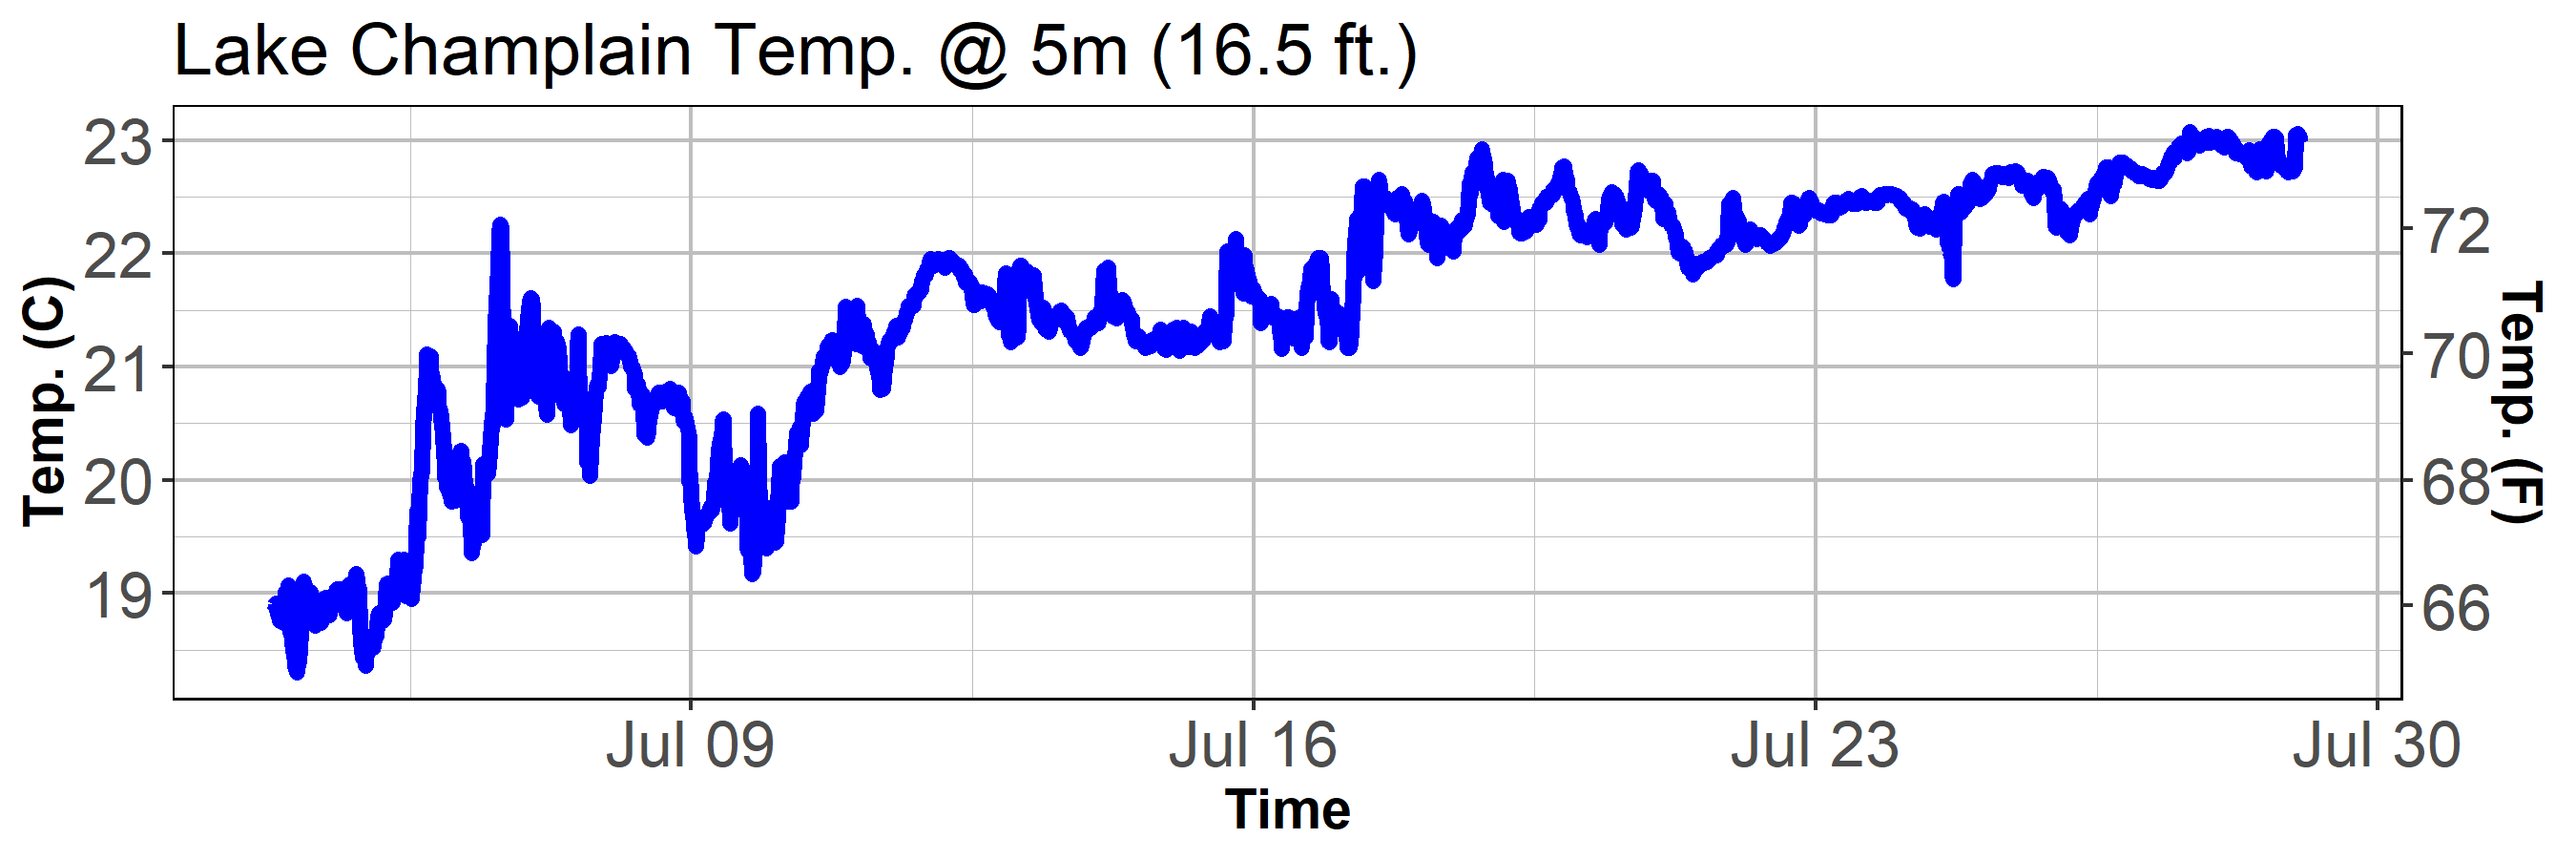 Lake Champlain Temp. @ 5m (16.5 ft.)
23
22
21
20
19
Temp. (C)
72
70
68
66
Temp. (F)
Jul 09 Jul 16 Jul 23 Jul 30
Time